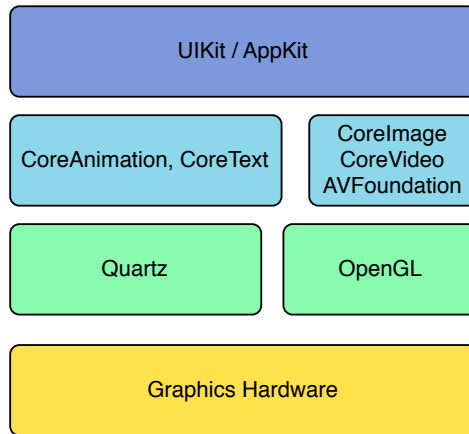 UIKit / AppKit
CoreAnimation, CoreText
CoreImage
CoreVideo
AVFoundation
Quartz
OpenGL
Graphics Hardware